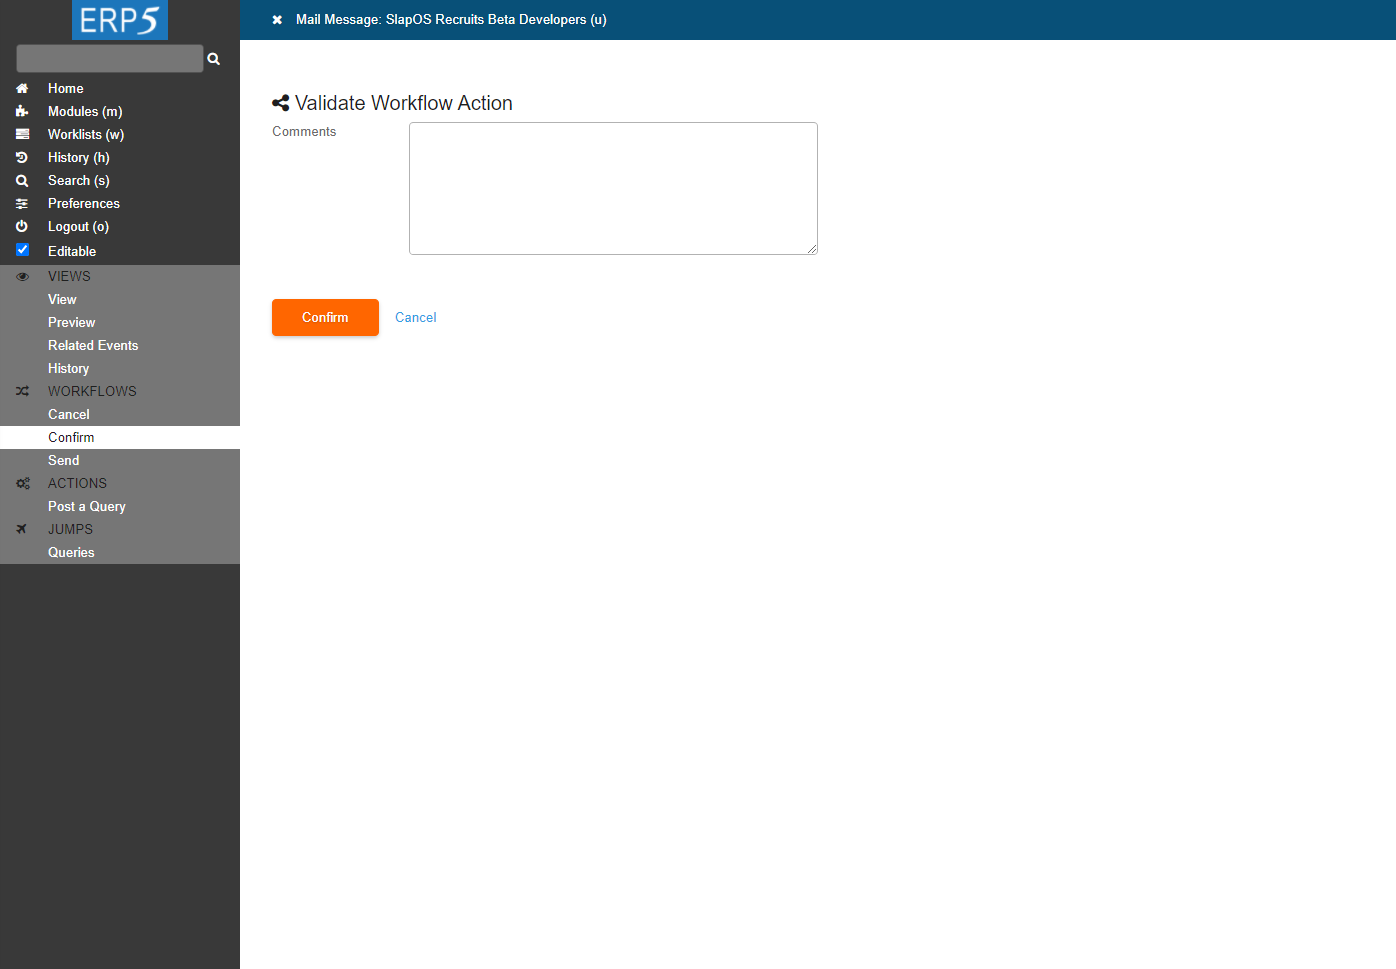 ERP5
Mail Message: SlapOS Recruits Beta Developers (u)
Home
Modules (m)
Worklists (w)
History (h)
Search (s)
Preferences
Logout (o)
Editable
VIEWS
View
Preview
Related Events
History
WORKFLOWS
Cancel
Confirm
Send
ACTIONS
Post a Query
JUMPS
Queries
Validate Workflow Action
Comments
Confirm
Cancel